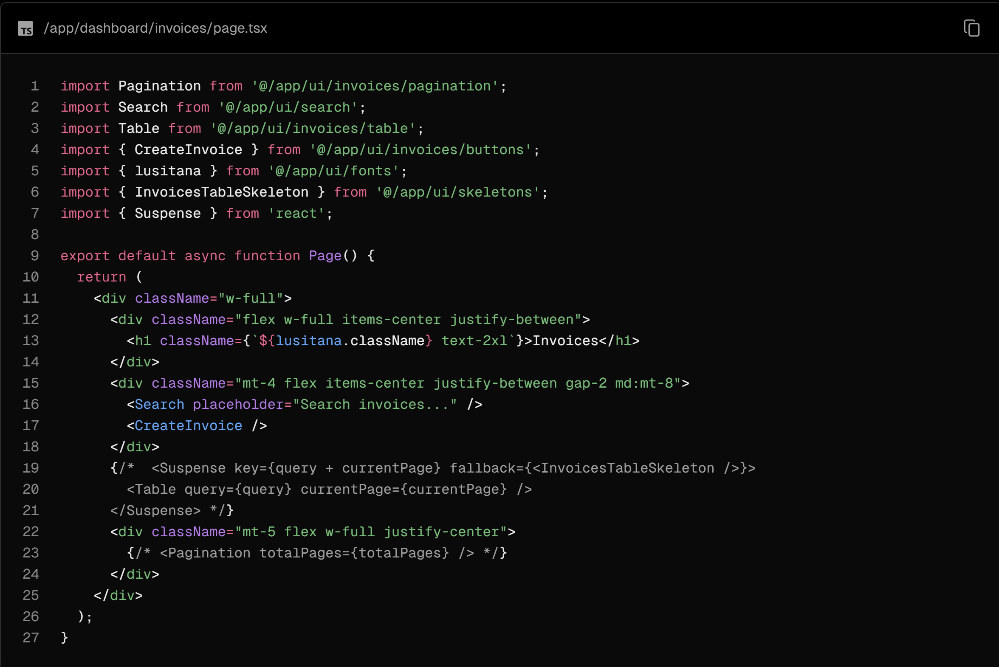 TS /app/dashboard/invoices/page.tsx
1 import Pagination from '@/app/ui/invoices/pagination';
2 import Search from '@/app/ui/search';
3 import Table from '@/app/ui/invoices/table';
4 import { CreateInvoice } from '@/app/ui/invoices/buttons';
5 import { lusitana } from '@/app/ui/fonts';
6 import { InvoicesTableSkeleton } from '@/app/ui/skeletons';
7 import { Suspense } from 'react';
8
9 export default async function Page() {
10   return (
11     <div className="w-full">
12       <div className="flex w-full items-center justify-between">
13         <h1 className={`${lusitana.className} text-2xl`}>Invoices</h1>
14       </div>
15       <div className="mt-4 flex items-center justify-between gap-2 md:mt-8">
16         <Search placeholder="Search invoices..." />
17         <CreateInvoice />
18       </div>
19       {/*  <Suspense key={query + currentPage} fallback={<InvoicesTableSkeleton />}>
20         <Table query={query} currentPage={currentPage} />
21       </Suspense> */}
22       <div className="mt-5 flex w-full justify-center">
23         {/* <Pagination totalPages={totalPages} /> */}
24       </div>
25     </div>
26   );
27 }